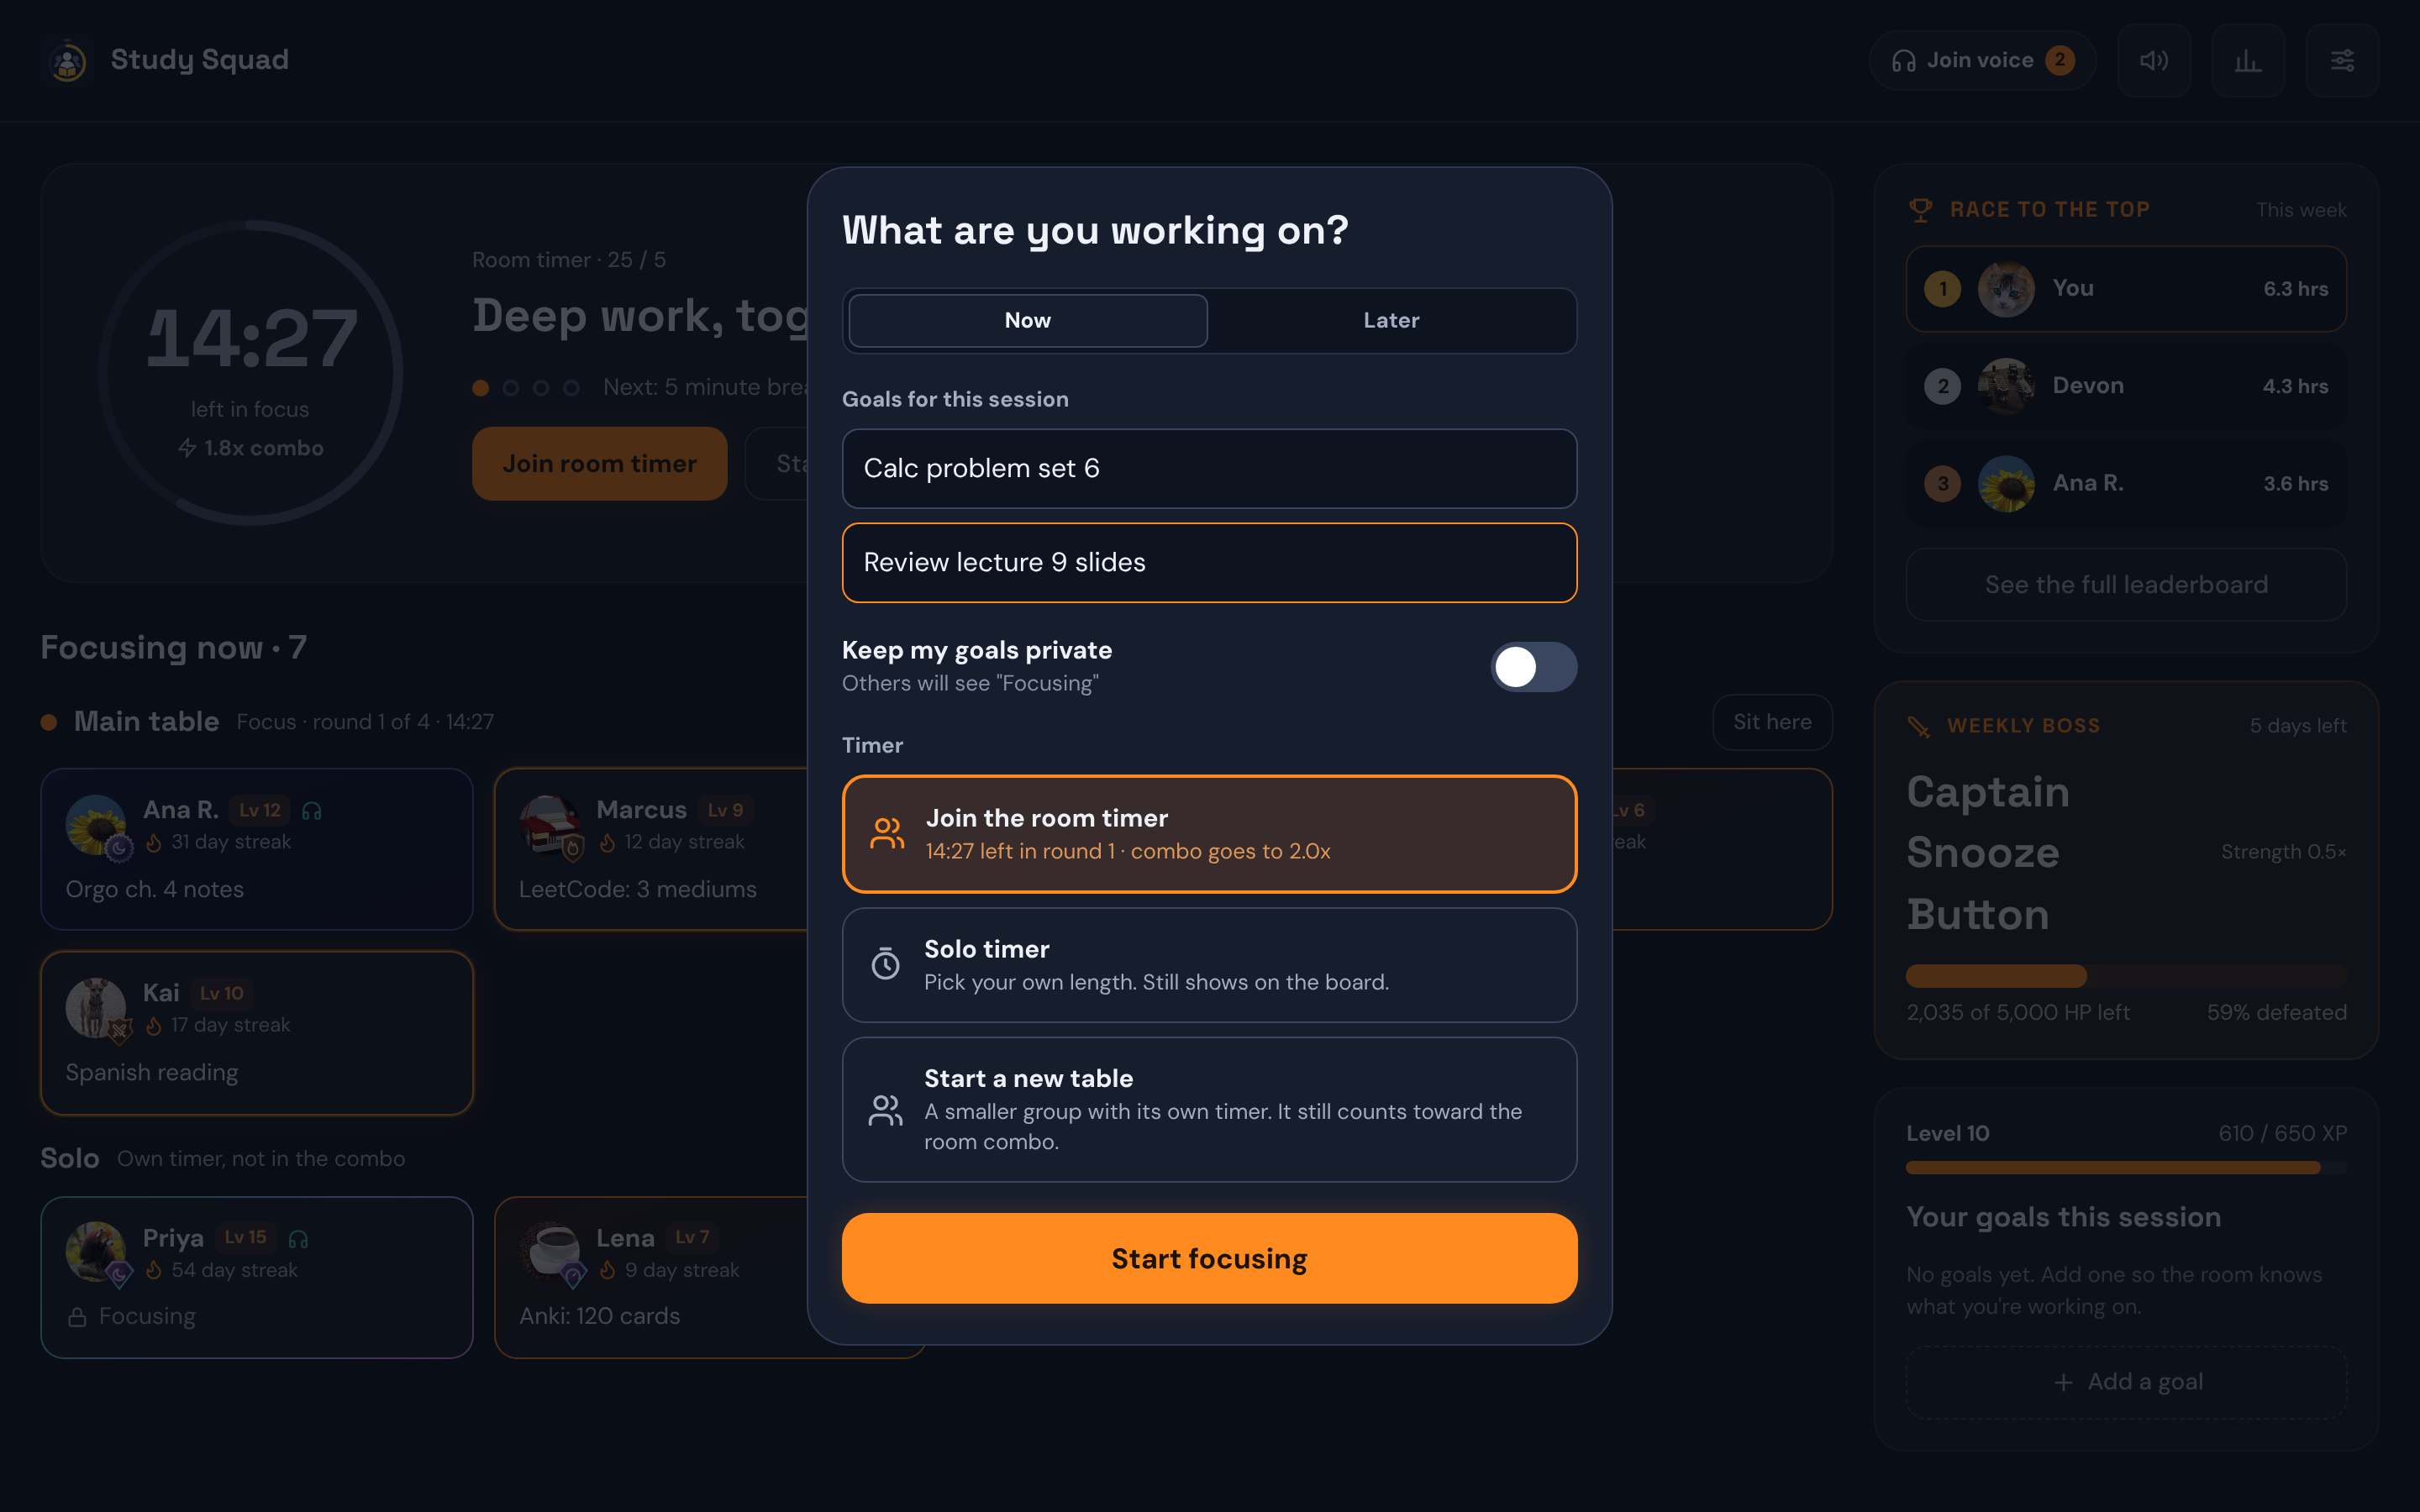 Study Squad
Join voice 2
Room timer · 25 / 5
14:27
left in focus
1.8x combo
Deep work, tog
Next: 5 minute brea
Join room timer
Sta
Focusing now · 7
Main table Focus · round 1 of 4 · 14:27
Sit here
Ana R. Lv 12
31 day streak
Orgo ch. 4 notes
Marcus Lv 9
12 day streak
LeetCode: 3 mediums
Lv 6
eak
Kai Lv 10
17 day streak
Spanish reading
Solo Own timer, not in the combo
Priya Lv 15
54 day streak
Focusing
Lena Lv 7
9 day streak
Anki: 120 cards
What are you working on?
Now Later
Goals for this session
Calc problem set 6
Review lecture 9 slides
Keep my goals private
Others will see "Focusing"
Timer
Join the room timer
14:27 left in round 1 · combo goes to 2.0x
Solo timer
Pick your own length. Still shows on the board.
Start a new table
A smaller group with its own timer. It still counts toward the
room combo.
Start focusing
RACE TO THE TOP This week
1 You 6.3 hrs
2 Devon 4.3 hrs
3 Ana R. 3.6 hrs
See the full leaderboard
WEEKLY BOSS 5 days left
Captain
Snooze
Button
Strength 0.5×
2,035 of 5,000 HP left 59% defeated
Level 10 610 / 650 XP
Your goals this session
No goals yet. Add one so the room knows
what you're working on.
+ Add a goal